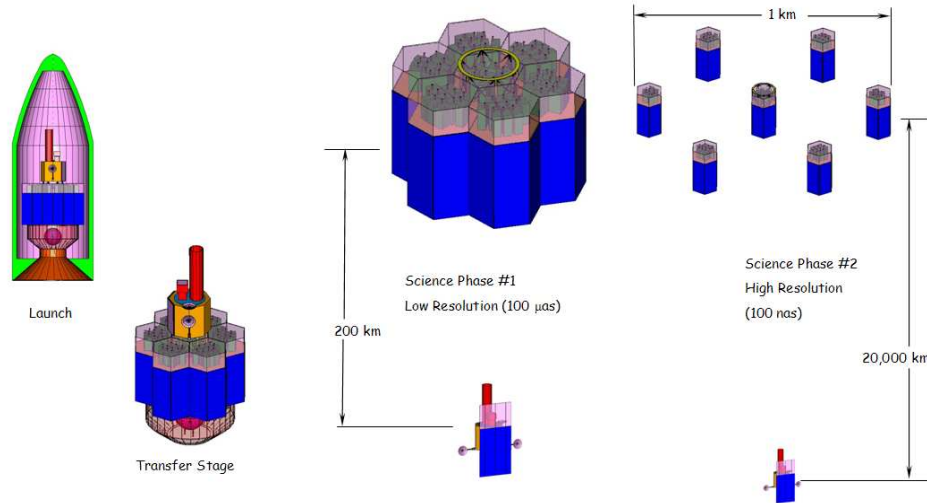 1 km
Launch
Transfer Stage
200 km
Science Phase #1
Low Resolution (100 μas)
Science Phase #2
High Resolution
(100 nas)
20,000 km